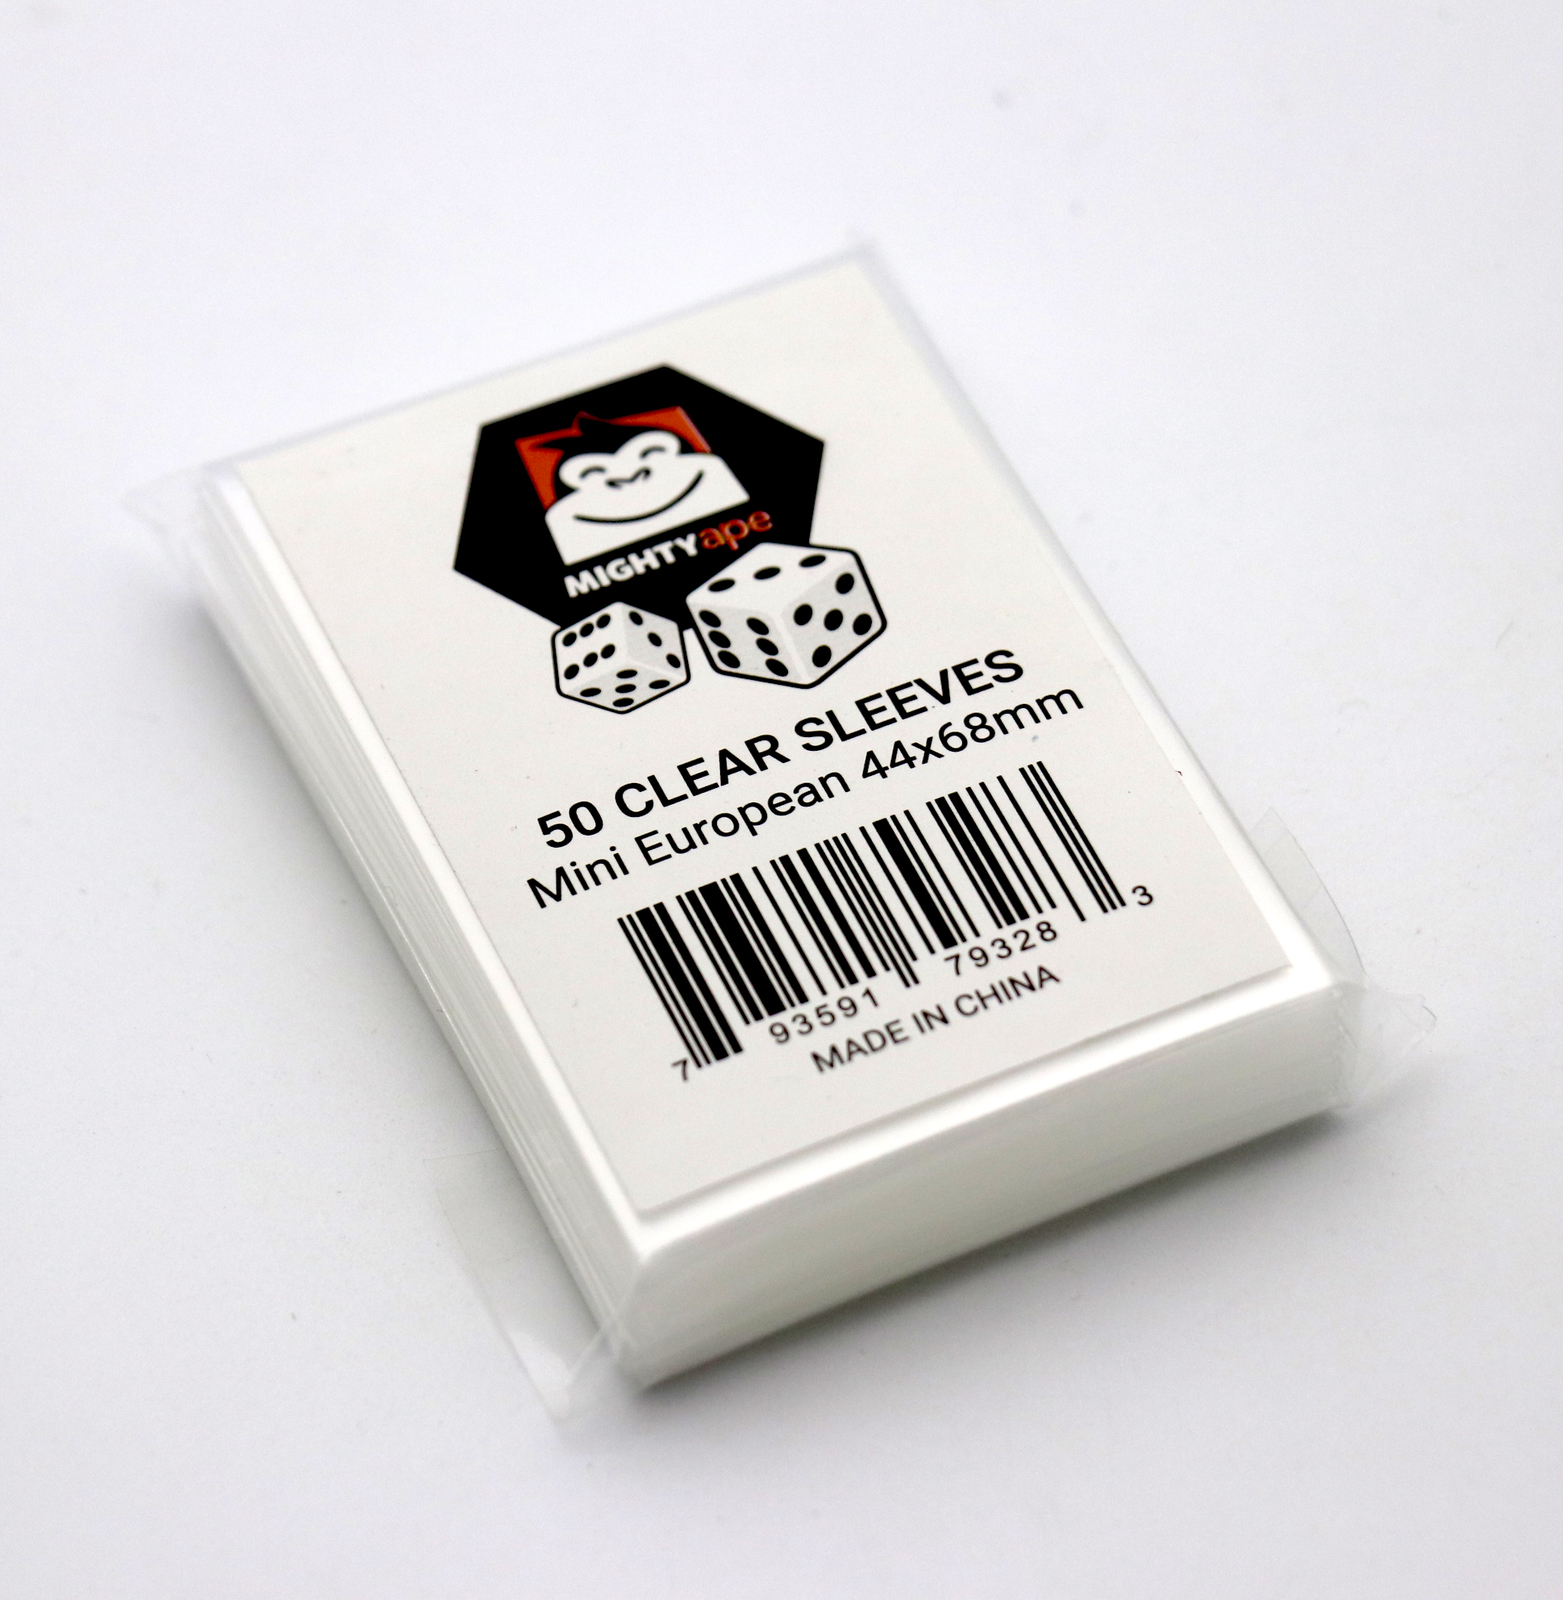 MIGHTYape
50 CLEAR SLEEVES
Mini European 44x68mm
7 93591 79328 3
MADE IN CHINA